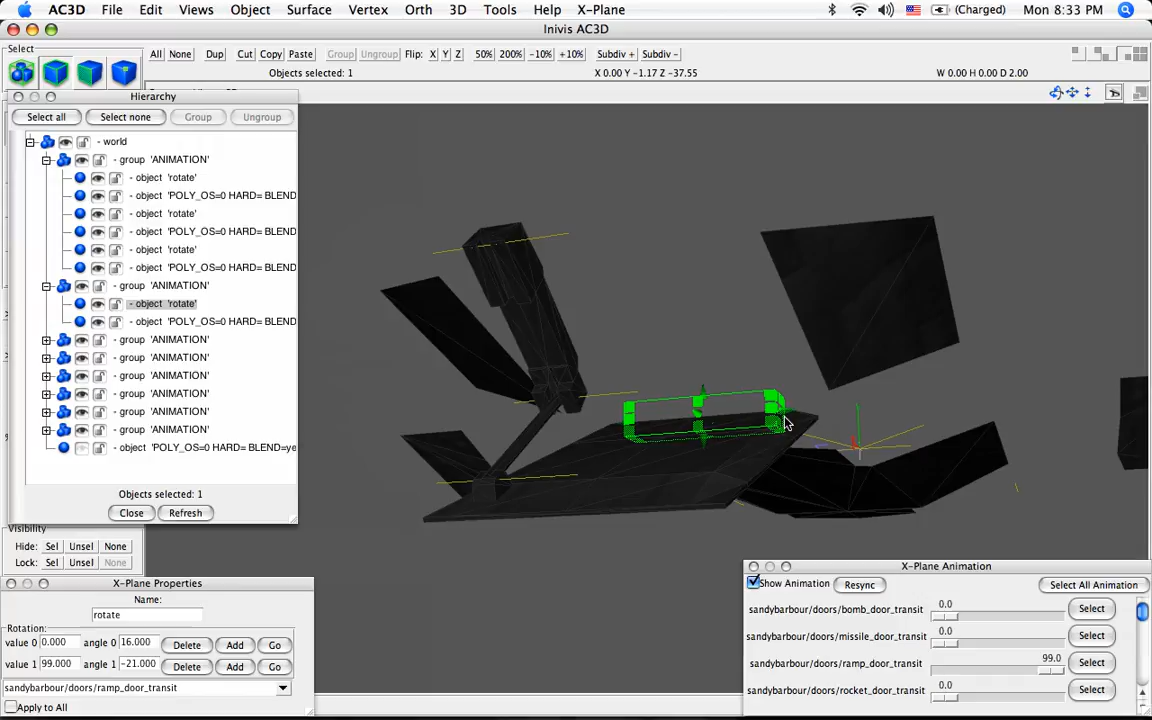 AC3D File Edit Views Object Surface Vertex Orth 3D Tools Help X-Plane (Charged) Mon 8:33 PM
Inivis AC3D
Select
All None Dup Cut Copy Paste Group Ungroup Flip: X Y Z 50% 200% -10% +10% Subdiv + Subdiv -
Objects selected: 1 X 0.00 Y -1.17 Z -37.55 W 0.00 H 0.00 D 2.00
Hierarchy
Select all Select none Group Ungroup
- world
- group 'ANIMATION'
- object 'rotate'
- object 'POLY_OS=0 HARD= BLEND
- object 'rotate'
- object 'POLY_OS=0 HARD= BLEND
- object 'rotate'
- object 'POLY_OS=0 HARD= BLEND
- group 'ANIMATION'
- object 'rotate'
- object 'POLY_OS=0 HARD= BLEND
- group 'ANIMATION'
- group 'ANIMATION'
- group 'ANIMATION'
- group 'ANIMATION'
- group 'ANIMATION'
- group 'ANIMATION'
- object 'POLY_OS=0 HARD= BLEND=ye
Objects selected: 1
Close Refresh
Visibility
Hide: Sel Unsel None
Lock: Sel Unsel None
X-Plane Properties
Name:
rotate
Rotation:
value 0 0.000 angle 0 16.000 Delete Add Go
value 1 99.000 angle 1 -21.000 Delete Add Go
sandybarbour/doors/ramp_door_transit
Apply to All
X-Plane Animation
Show Animation Resync Select All Animation
sandybarbour/doors/bomb_door_transit 0.0 Select
sandybarbour/doors/missile_door_transit 0.0 Select
sandybarbour/doors/ramp_door_transit 99.0 Select
sandybarbour/doors/rocket_door_transit 0.0 Select